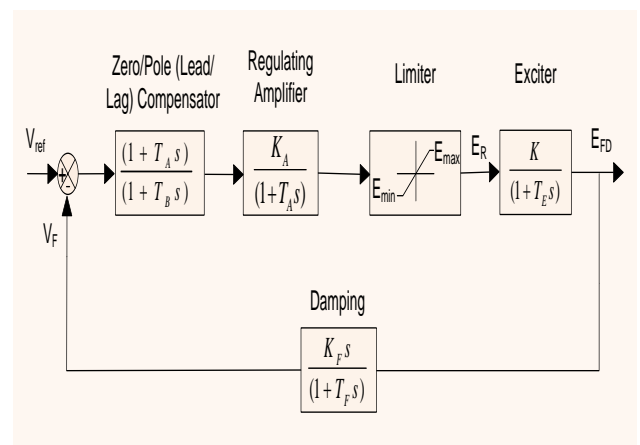 Zero/Pole (Lead/
Lag) Compensator
Regulating
Amplifier
Limiter
Exciter
V_ref
+
-
V_F
(1 + T_A s)
(1 + T_B s)
K_A
(1+T_A s)
E_max
E_min
E_R
K
(1+T_E s)
E_FD
Damping
K_F s
(1+T_F s)